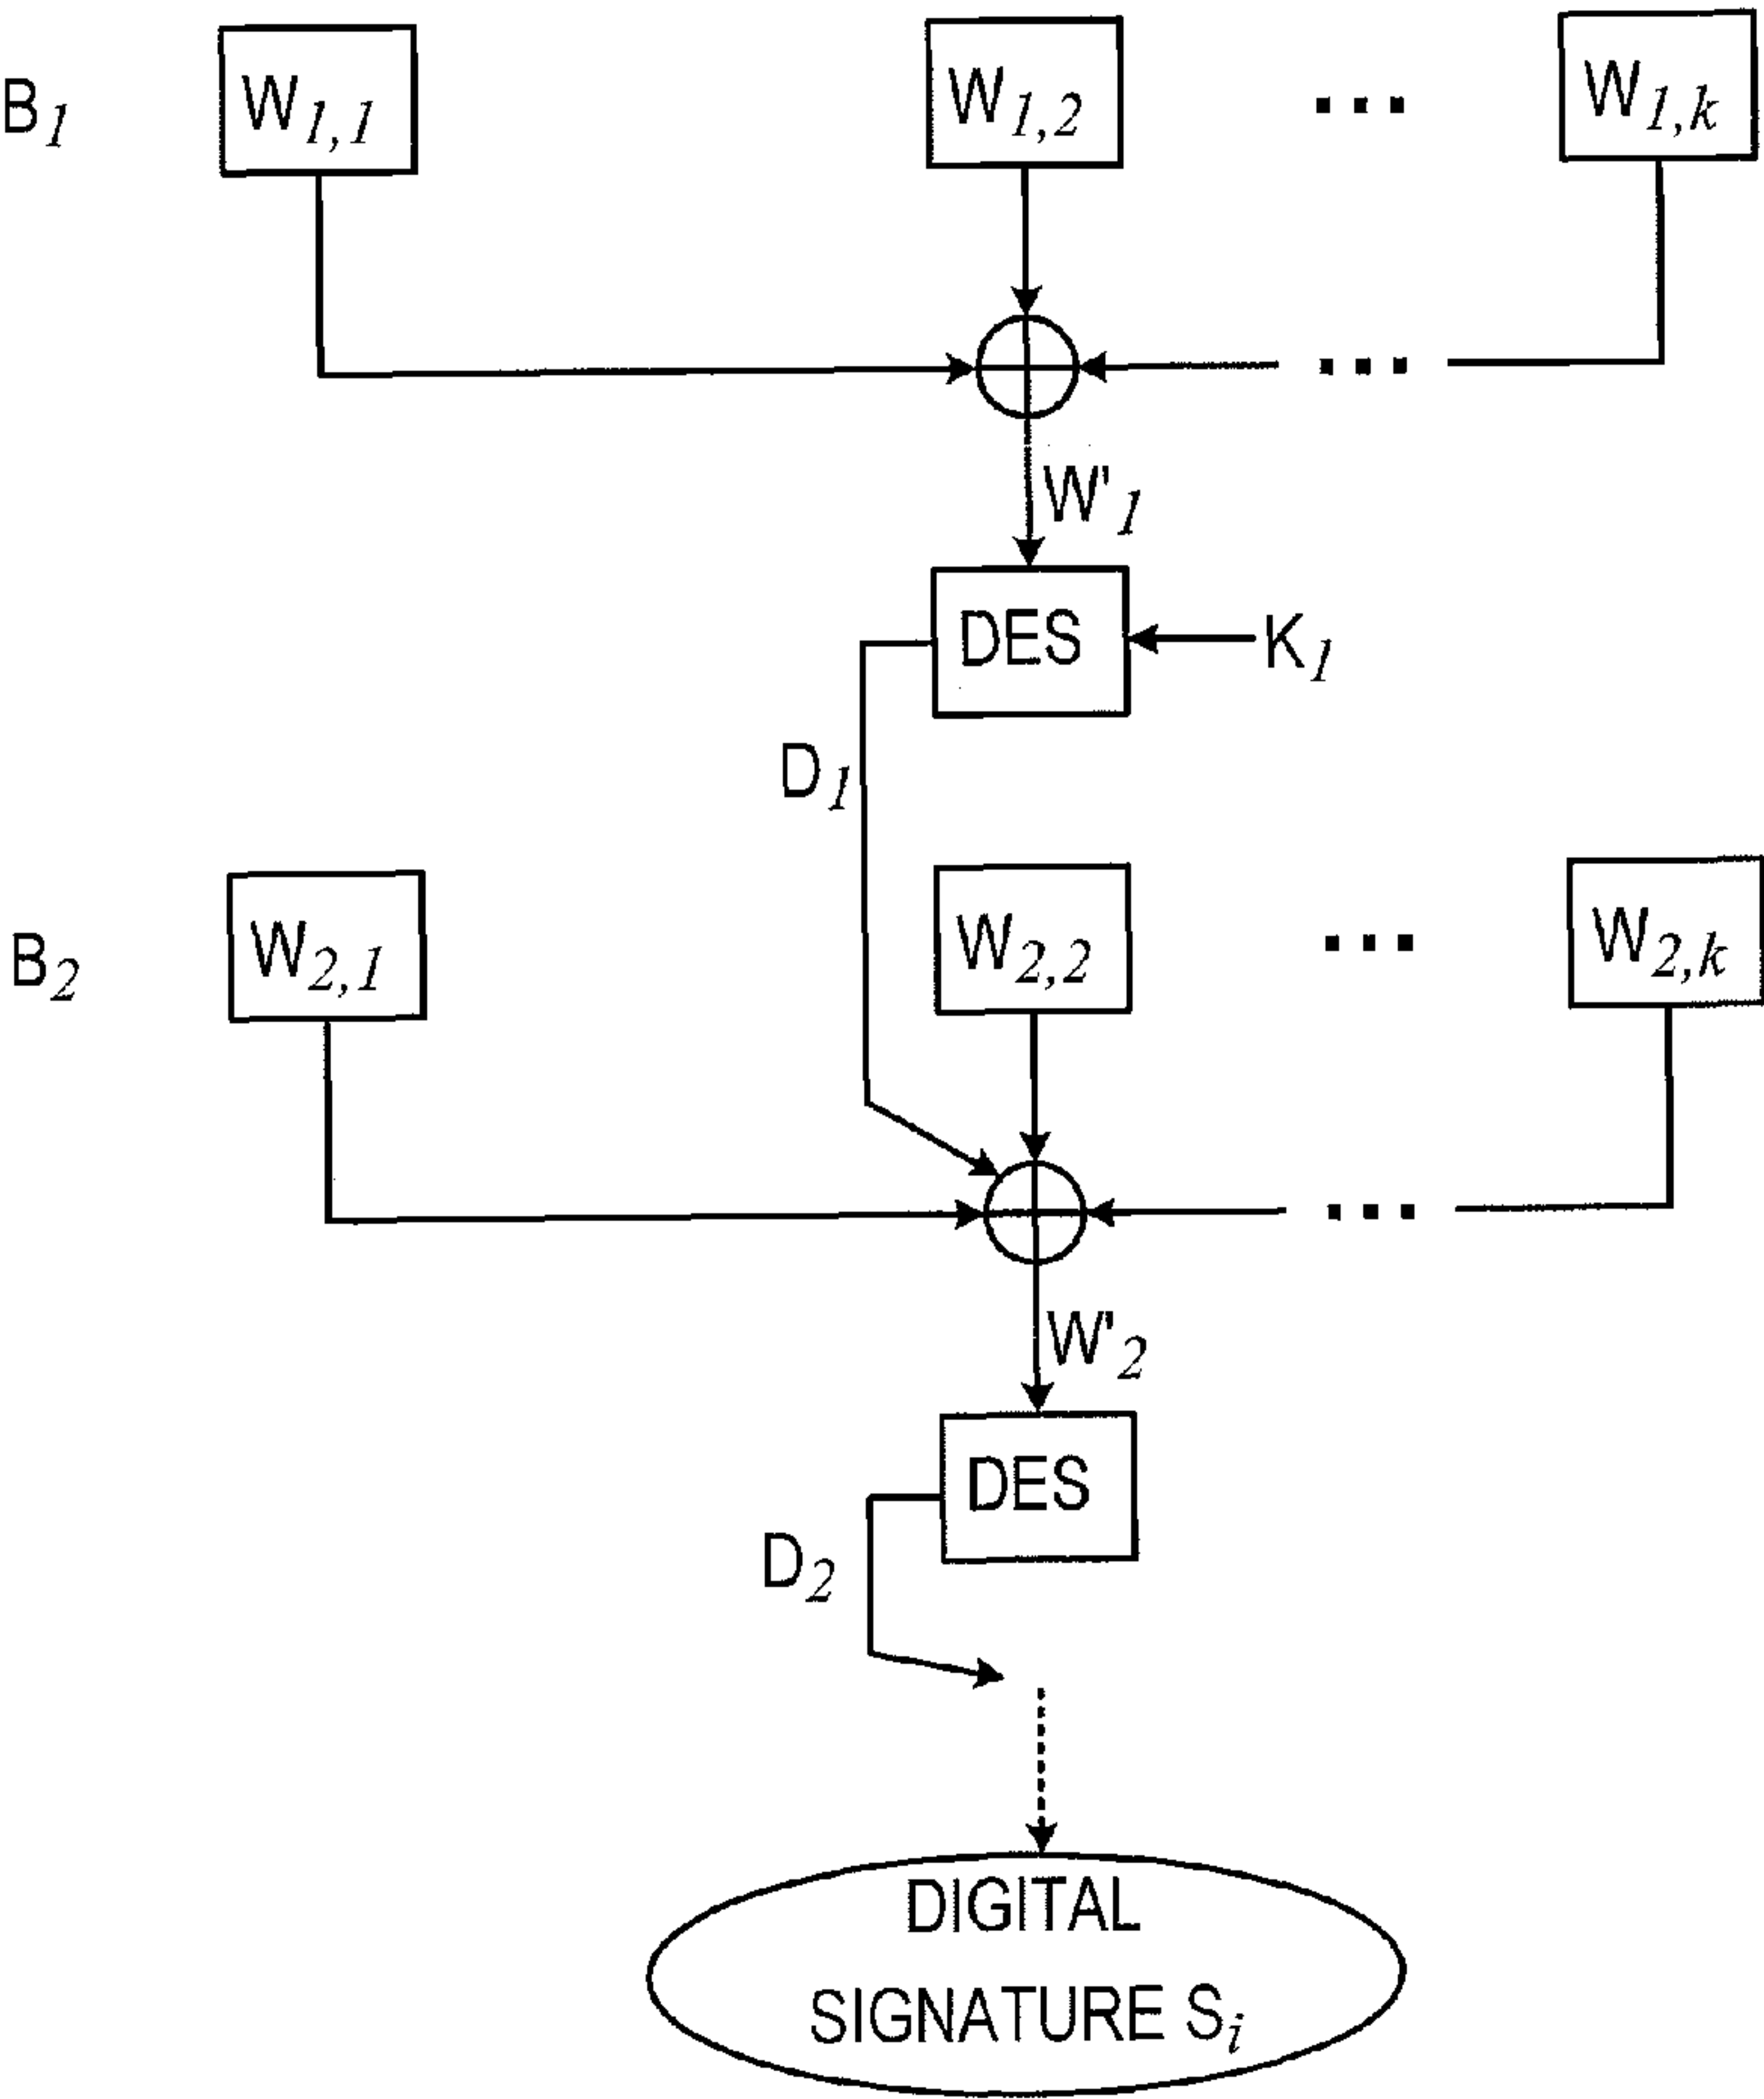 B1 W1,1 W1,2 ... W1,k
W'1
DES K1
D1
B2 W2,1 W2,2 ... W2,k
W'2
DES
D2
DIGITAL
SIGNATURE Si